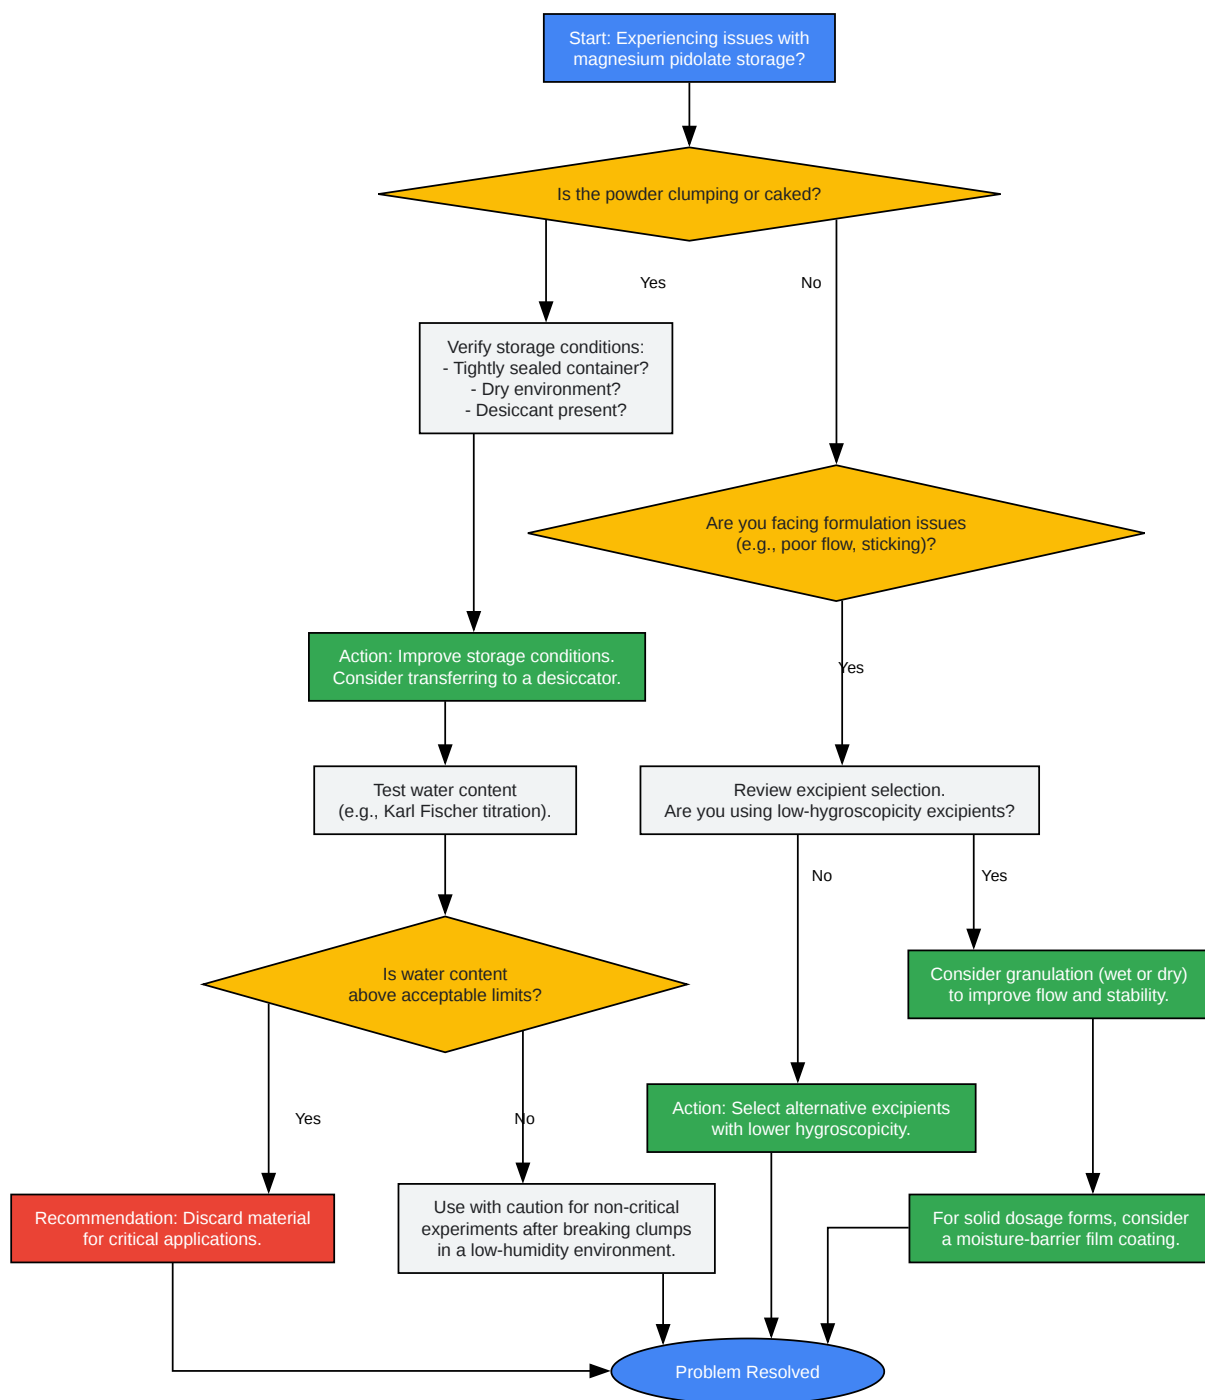 Start: Experiencing issues with
magnesium pidolate storage?
Is the powder clumping or caked?
Yes
No
Verify storage conditions:
- Tightly sealed container?
- Dry environment?
- Desiccant present?
Are you facing formulation issues
(e.g., poor flow, sticking)?
Action: Improve storage conditions.
Consider transferring to a desiccator.
Yes
Test water content
(e.g., Karl Fischer titration).
Review excipient selection.
Are you using low-hygroscopicity excipients?
No
Yes
Is water content
above acceptable limits?
Consider granulation (wet or dry)
to improve flow and stability.
Yes
No
Action: Select alternative excipients
with lower hygroscopicity.
Recommendation: Discard material
for critical applications.
Use with caution for non-critical
experiments after breaking clumps
in a low-humidity environment.
For solid dosage forms, consider
a moisture-barrier film coating.
Problem Resolved